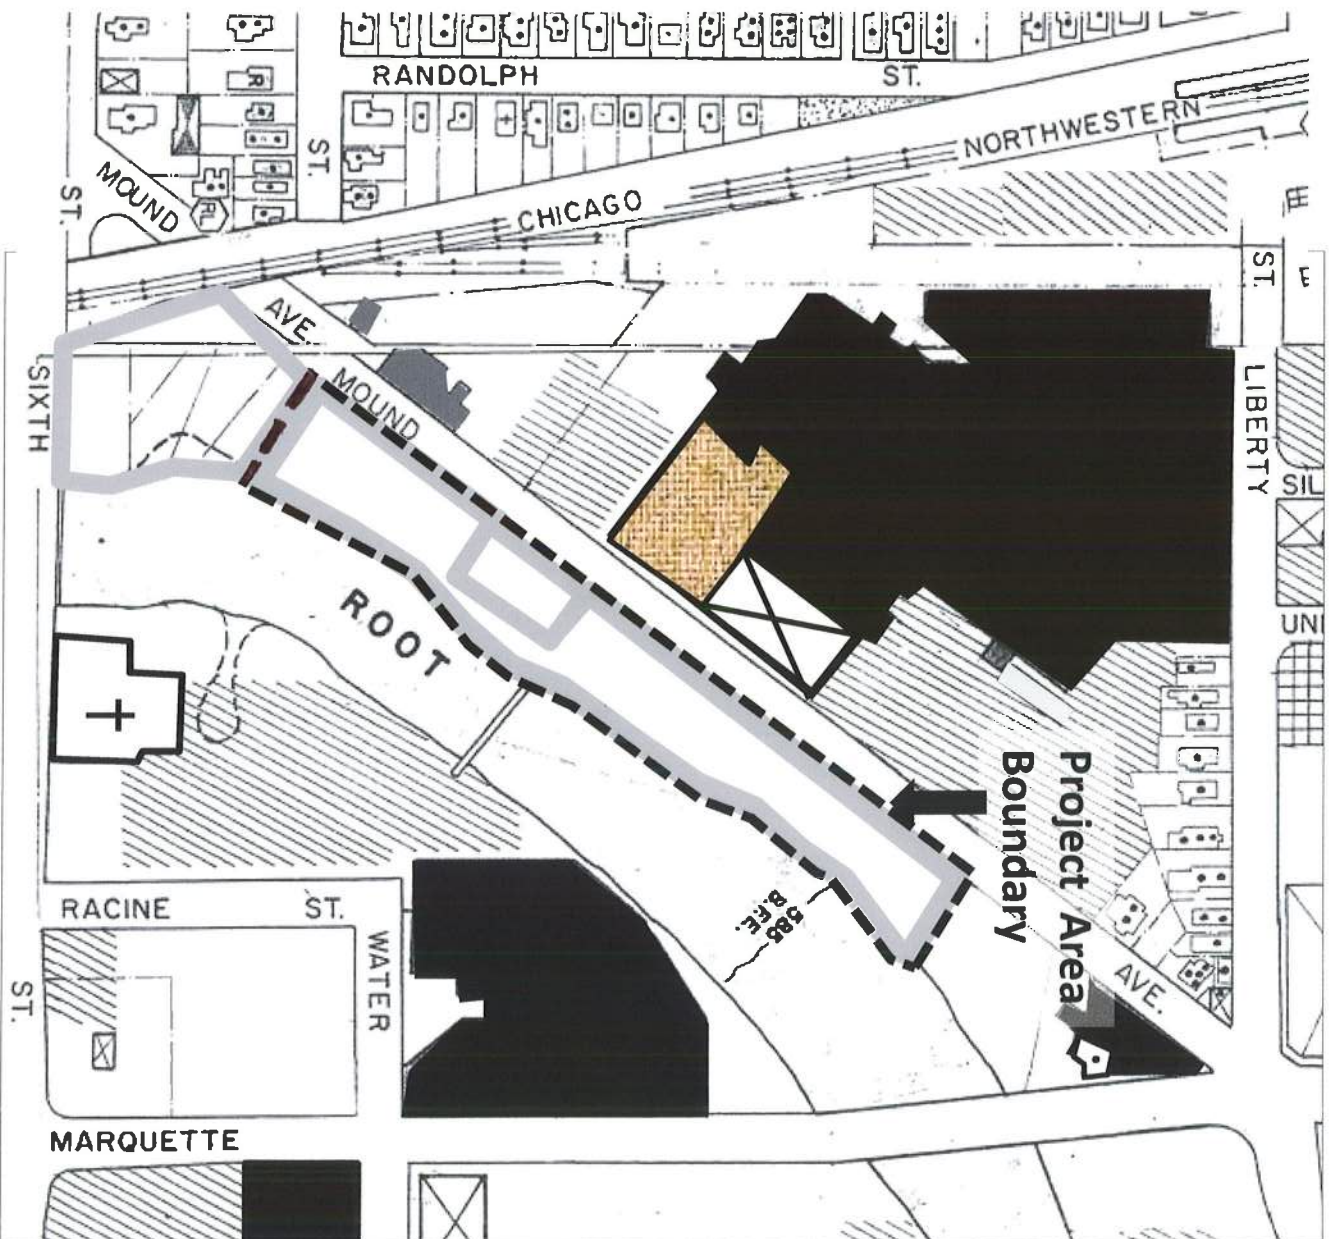 RANDOLPH ST.
NORTHWESTERN
ST.
MOUND
ST.
CHICAGO
ST.
AVE.
MOUND
SIXTH
LIBERTY
SIL
UNI
ROOT
Project Area
Boundary
585
B.F.E.
RACINE ST.
WATER
AVE.
ST.
MARQUETTE